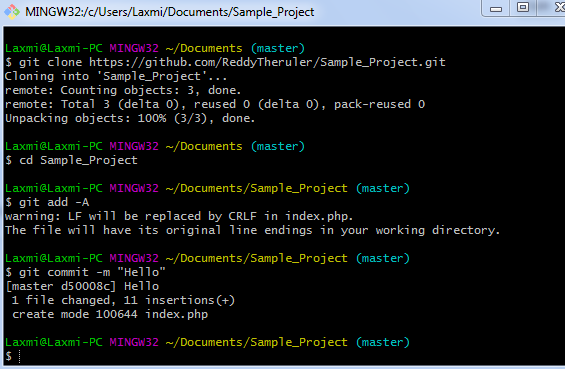 MINGW32:/c/Users/Laxmi/Documents/Sample_Project
Laxmi@Laxmi-PC MINGW32 ~/Documents (master)
$ git clone https://github.com/ReddyTheruler/Sample_Project.git
Cloning into 'Sample_Project'...
remote: Counting objects: 3, done.
remote: Total 3 (delta 0), reused 0 (delta 0), pack-reused 0
Unpacking objects: 100% (3/3), done.
Laxmi@Laxmi-PC MINGW32 ~/Documents (master)
$ cd Sample_Project
Laxmi@Laxmi-PC MINGW32 ~/Documents/Sample_Project (master)
$ git add -A
warning: LF will be replaced by CRLF in index.php.
The file will have its original line endings in your working directory.
Laxmi@Laxmi-PC MINGW32 ~/Documents/Sample_Project (master)
$ git commit -m "Hello"
[master d50008c] Hello
1 file changed, 11 insertions(+)
create mode 100644 index.php
Laxmi@Laxmi-PC MINGW32 ~/Documents/Sample_Project (master)
$